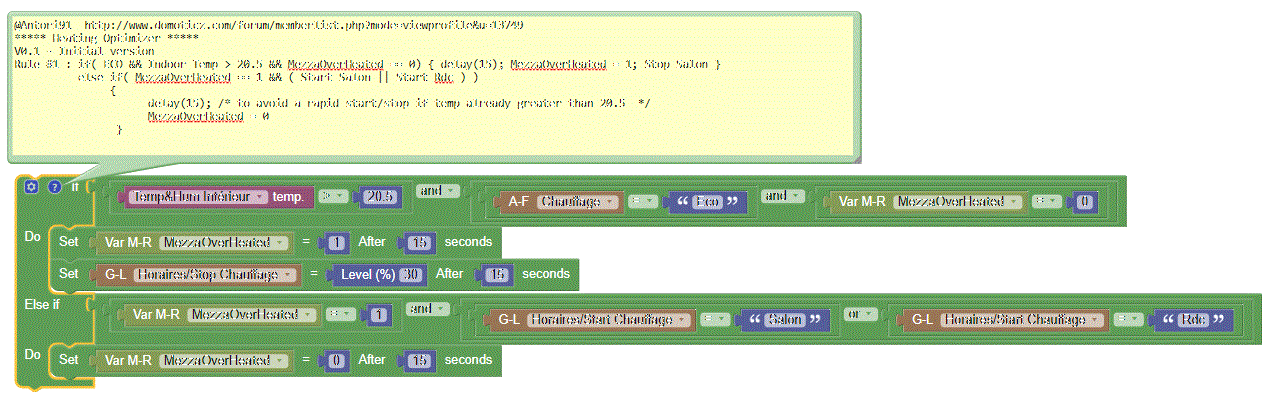 @Antori91 http://www.domoticz.com/forum/memberlist.php?mode=viewprofile&u=13749
***** Heating Optimizer *****
V0.1 - Initial version
Rule #1 : if( ECO && Indoor Temp > 20.5 && MezzaOverHeated == 0) { delay(15); MezzaOverHeated = 1; Stop Salon }
else if( MezzaOverHeated == 1 && ( Start Salon || Start Rdc ) )
{
delay(15); /* to avoid a rapid start/stop if temp already greater than 20.5 */
MezzaOverHeated = 0
}
? if Temp&Hum Intérieur temp. > 20.5 and A-F Chauffage = “ Eco ” and Var M-R MezzaOverHeated = 0
Do Set Var M-R MezzaOverHeated = 1 After 15 seconds
Set G-L Horaires/Stop Chauffage = Level (%) 30 After 15 seconds
Else if Var M-R MezzaOverHeated = 1 and G-L Horaires/Start Chauffage = “ Salon ” or G-L Horaires/Start Chauffage = “ Rdc ”
Do Set Var M-R MezzaOverHeated = 0 After 15 seconds